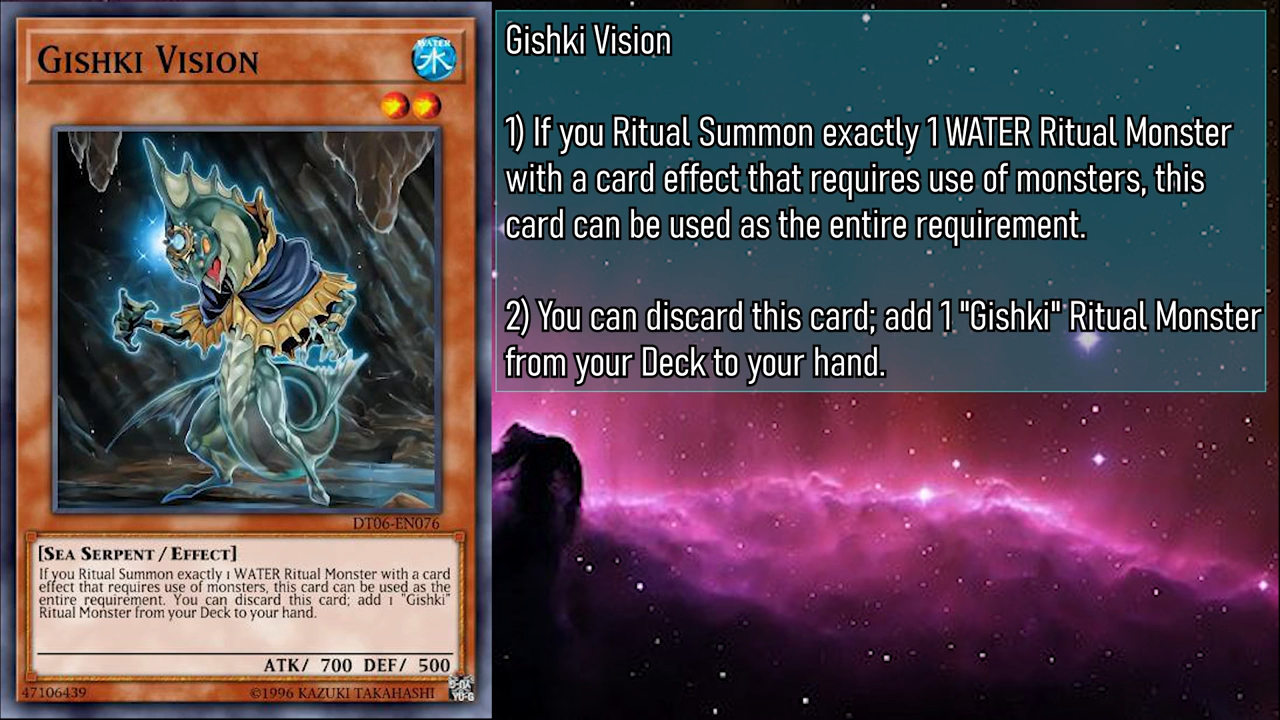 GISHKI VISION
WATER
水
DT06-EN076
[SEA SERPENT / EFFECT]
If you Ritual Summon exactly 1 WATER Ritual Monster with a card
effect that requires use of monsters, this card can be used as the
entire requirement. You can discard this card; add 1 "Gishki"
Ritual Monster from your Deck to your hand.
ATK/ 700 DEF/ 500
47106439
©1996 KAZUKI TAKAHASHI
Gishki Vision
1) If you Ritual Summon exactly 1 WATER Ritual Monster
with a card effect that requires use of monsters, this
card can be used as the entire requirement.
2) You can discard this card; add 1 "Gishki" Ritual Monster
from your Deck to your hand.